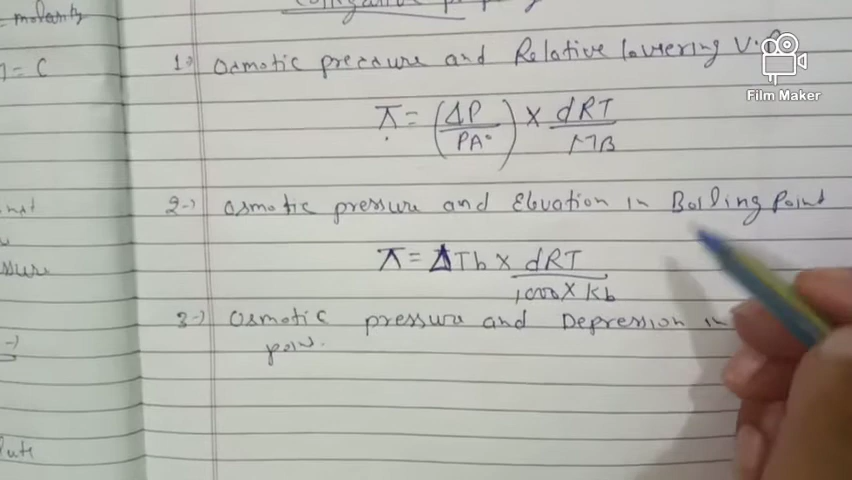 = molarity
= C
1.) Osmotic pressure and Relative lowering V.P
Film Maker
π = (ΔP / PA°) × dRT / MB
2-) Osmotic pressure and Elevation in Boiling Point
π = ΔTb × dRT / 1000 × Kb
3-) Osmotic pressure and Depression in